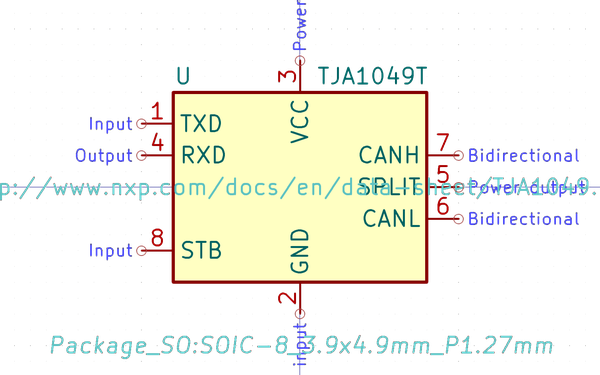 Power
U
TJA1049T
3
VCC
Input 1 TXD
Output 4 RXD
CANH 7 Bidirectional
p://www.nxp.com/docs/en/data-sheet/TJA1049.
SPLIT 5 Power output
CANL 6 Bidirectional
Input 8 STB
GND
2
input
Package_SO:SOIC-8_3.9x4.9mm_P1.27mm